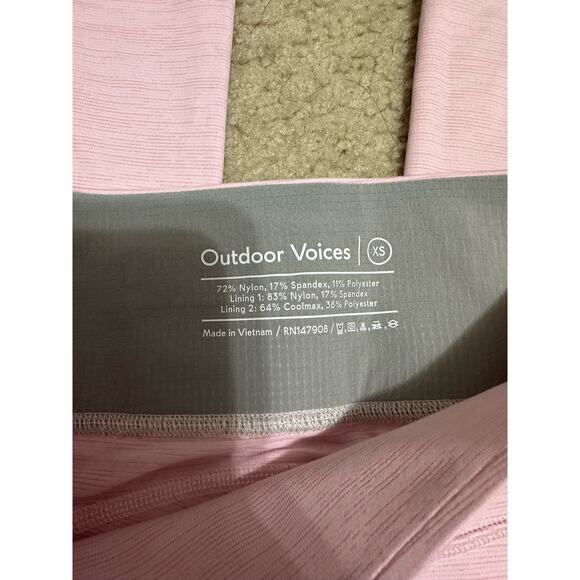 Outdoor Voices | XS
72% Nylon, 17% Spandex, 11% Polyester
Lining 1: 83% Nylon, 17% Spandex
Lining 2: 64% Coolmax, 36% Polyester
Made in Vietnam / RN147908 /